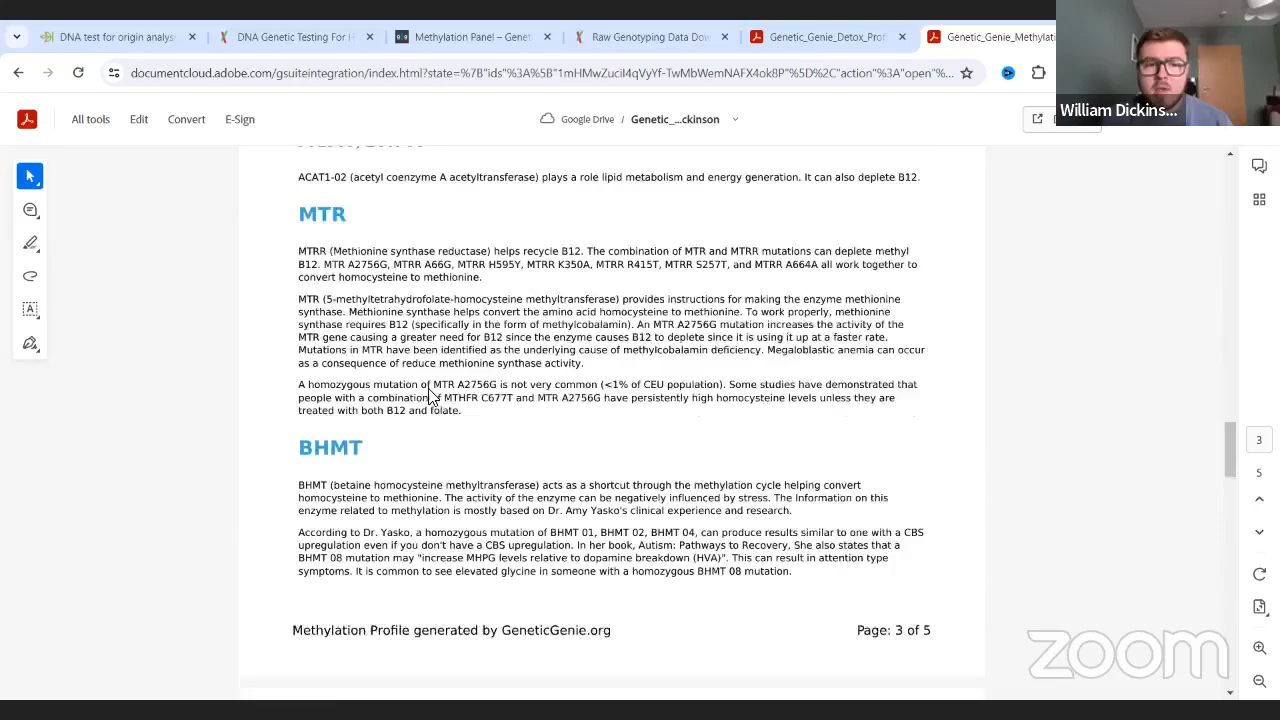 DNA test for origin analys
DNA Genetic Testing For H
Methylation Panel – Genet
Raw Genotyping Data Dow
Genetic_Genie_Detox_Prof
Genetic_Genie_Methylatio
documentcloud.adobe.com/gsuiteintegration/index.html?state=%7B"ids"%3A%5B"1mHMwZuciI4qVyYf-TwMbWemNAFX4ok8P"%5D%2C"action"%3A"open"%...
William Dickins...
All tools
Edit
Convert
E-Sign
Google Drive / Genetic_...ckinson
ACAT1-02 (acetyl coenzyme A acetyltransferase) plays a role lipid metabolism and energy generation. It can also deplete B12.
MTR
MTRR (Methionine synthase reductase) helps recycle B12. The combination of MTR and MTRR mutations can deplete methyl
B12. MTR A2756G, MTRR A66G, MTRR H595Y, MTRR K350A, MTRR R415T, MTRR S257T, and MTRR A664A all work together to
convert homocysteine to methionine.
MTR (5-methyltetrahydrofolate-homocysteine methyltransferase) provides instructions for making the enzyme methionine
synthase. Methionine synthase helps convert the amino acid homocysteine to methionine. To work properly, methionine
synthase requires B12 (specifically in the form of methylcobalamin). An MTR A2756G mutation increases the activity of the
MTR gene causing a greater need for B12 since the enzyme causes B12 to deplete since it is using it up at a faster rate.
Mutations in MTR have been identified as the underlying cause of methylcobalamin deficiency. Megaloblastic anemia can occur
as a consequence of reduce methionine synthase activity.
A homozygous mutation of MTR A2756G is not very common (<1% of CEU population). Some studies have demonstrated that
people with a combination of MTHFR C677T and MTR A2756G have persistently high homocysteine levels unless they are
treated with both B12 and folate.
BHMT
BHMT (betaine homocysteine methyltransferase) acts as a shortcut through the methylation cycle helping convert
homocysteine to methionine. The activity of the enzyme can be negatively influenced by stress. The Information on this
enzyme related to methylation is mostly based on Dr. Amy Yasko's clinical experience and research.
According to Dr. Yasko, a homozygous mutation of BHMT 01, BHMT 02, BHMT 04, can produce results similar to one with a CBS
upregulation even if you don't have a CBS upregulation. In her book, Autism: Pathways to Recovery, She also states that a
BHMT 08 mutation may "increase MHPG levels relative to dopamine breakdown (HVA)". This can result in attention type
symptoms. It is common to see elevated glycine in someone with a homozygous BHMT 08 mutation.
Methylation Profile generated by GeneticGenie.org
Page: 3 of 5
3
5
zoom